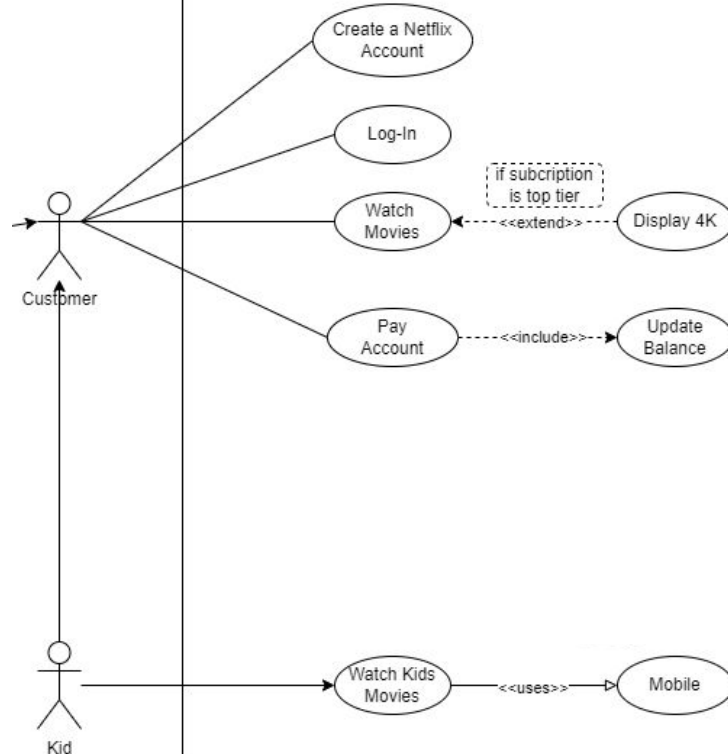 Create a Netflix
Account
Log-In
if subcription
is top tier
Watch
Movies
<<extend>>
Display 4K
Customer
Pay
Account
<<include>>
Update
Balance
Watch Kids
Movies
<<uses>>
Mobile
Kid